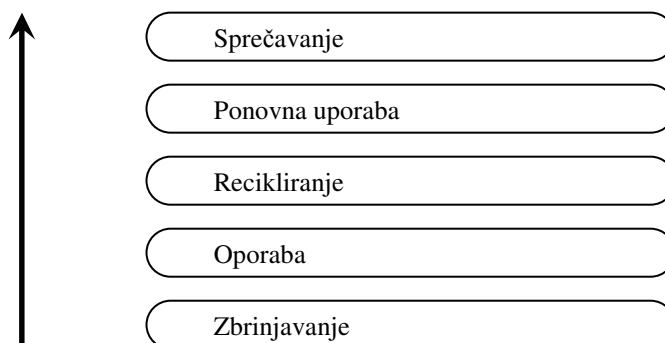 Sprečavanje
Ponovna uporaba
Recikliranje
Oporaba
Zbrinjavanje